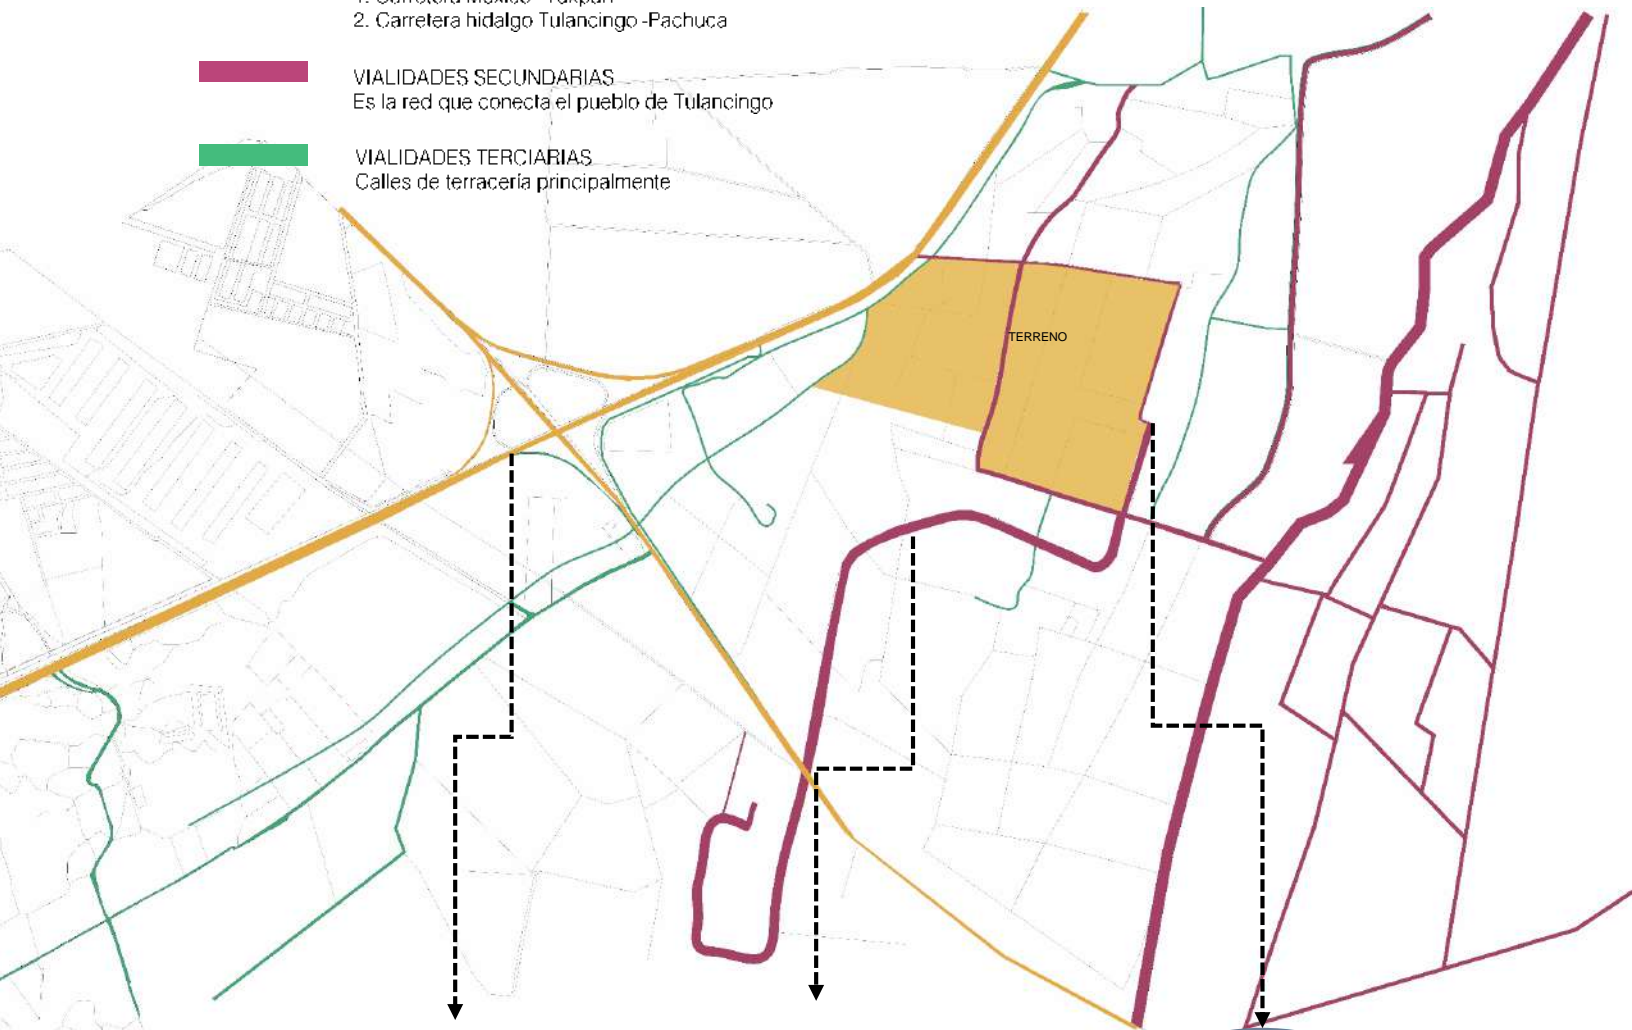 2. Carretera hidalgo Tulancingo -Pachuca
VIALIDADES SECUNDARIAS
Es la red que conecta el pueblo de Tulancingo
VIALIDADES TERCIARIAS
Calles de terracería principalmente
TERRENO